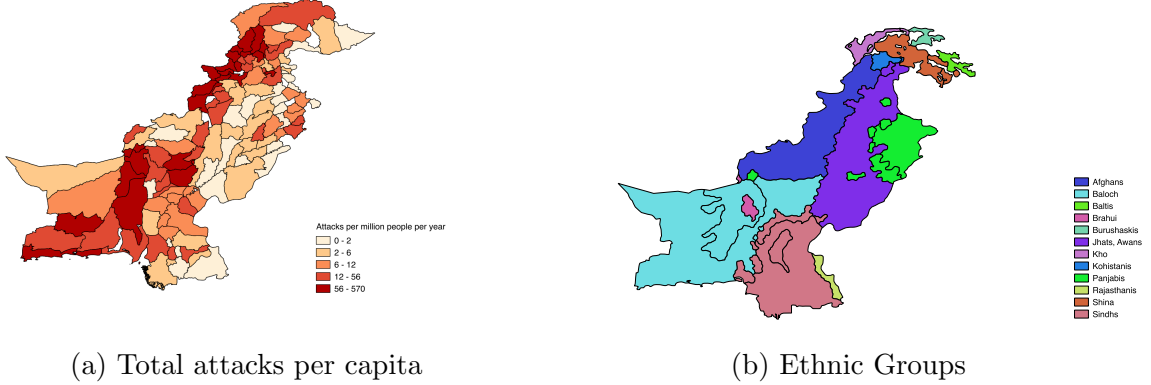 Attacks per million people per year
0 - 2
2 - 6
6 - 12
12 - 56
56 - 570
(a) Total attacks per capita
Afghans
Baloch
Baltis
Brahui
Burushaskis
Jhats, Awans
Kho
Kohistanis
Panjabis
Rajasthanis
Shina
Sindhs
(b) Ethnic Groups